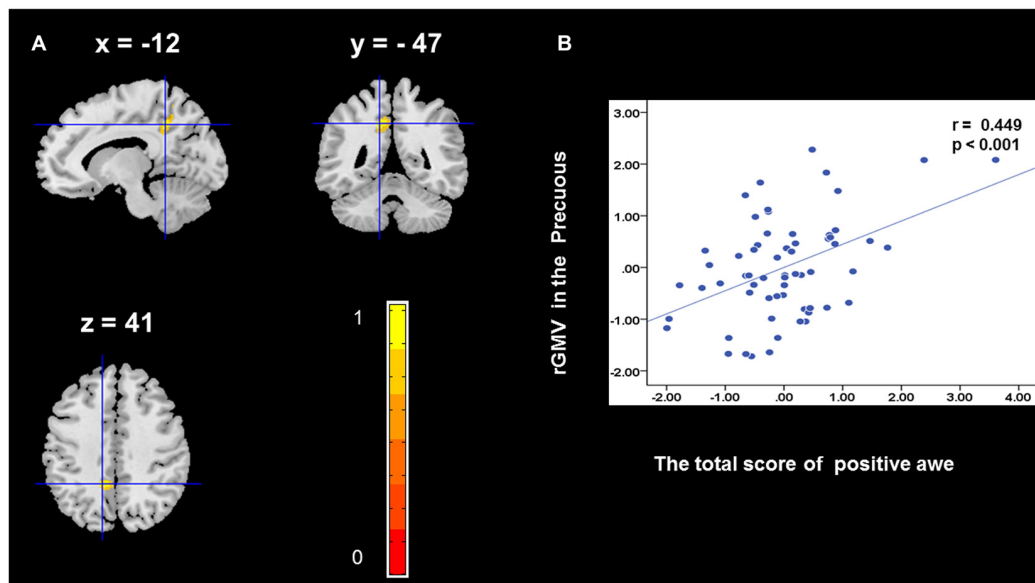 A
x = -12
y = - 47
z = 41
1
0
B
r = 0.449
p < 0.001
3.00
2.00
1.00
.00
-1.00
-2.00
-2.00
-1.00
.00
1.00
2.00
3.00
4.00
rGMV in the Precuous
The total score of positive awe